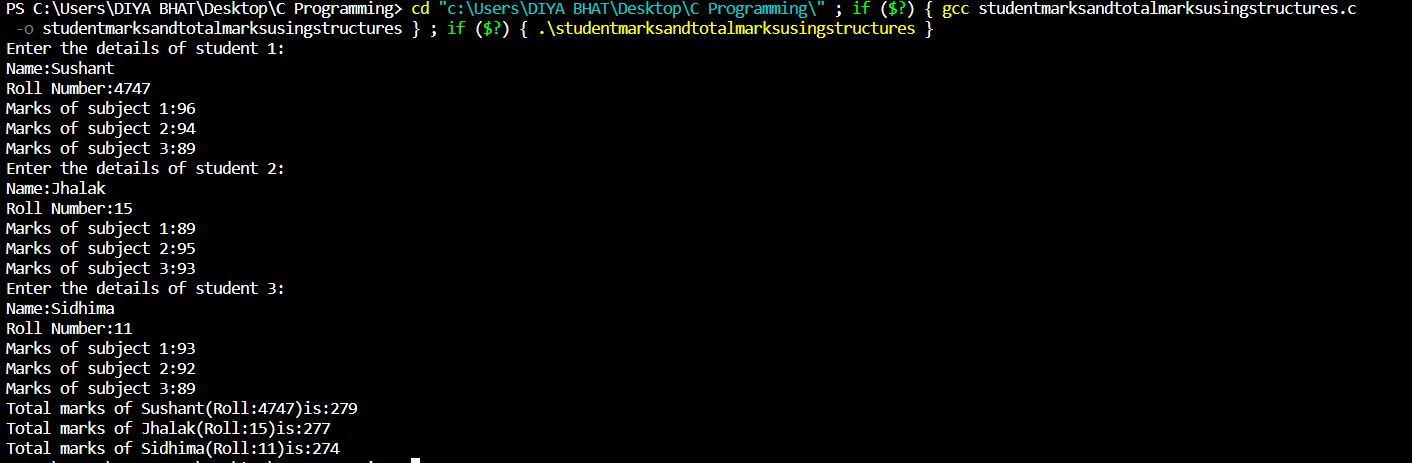 PS C:\Users\DIYA BHAT\Desktop\C Programming> cd "c:\Users\DIYA BHAT\Desktop\C Programming\" ; if ($?) { gcc studentmarksandtotalmarksusingstructures.c
-o studentmarksandtotalmarksusingstructures } ; if ($?) { .\studentmarksandtotalmarksusingstructures }
Enter the details of student 1:
Name:Sushant
Roll Number:4747
Marks of subject 1:96
Marks of subject 2:94
Marks of subject 3:89
Enter the details of student 2:
Name:Jhalak
Roll Number:15
Marks of subject 1:89
Marks of subject 2:95
Marks of subject 3:93
Enter the details of student 3:
Name:Sidhima
Roll Number:11
Marks of subject 1:93
Marks of subject 2:92
Marks of subject 3:89
Total marks of Sushant(Roll:4747)is:279
Total marks of Jhalak(Roll:15)is:277
Total marks of Sidhima(Roll:11)is:274